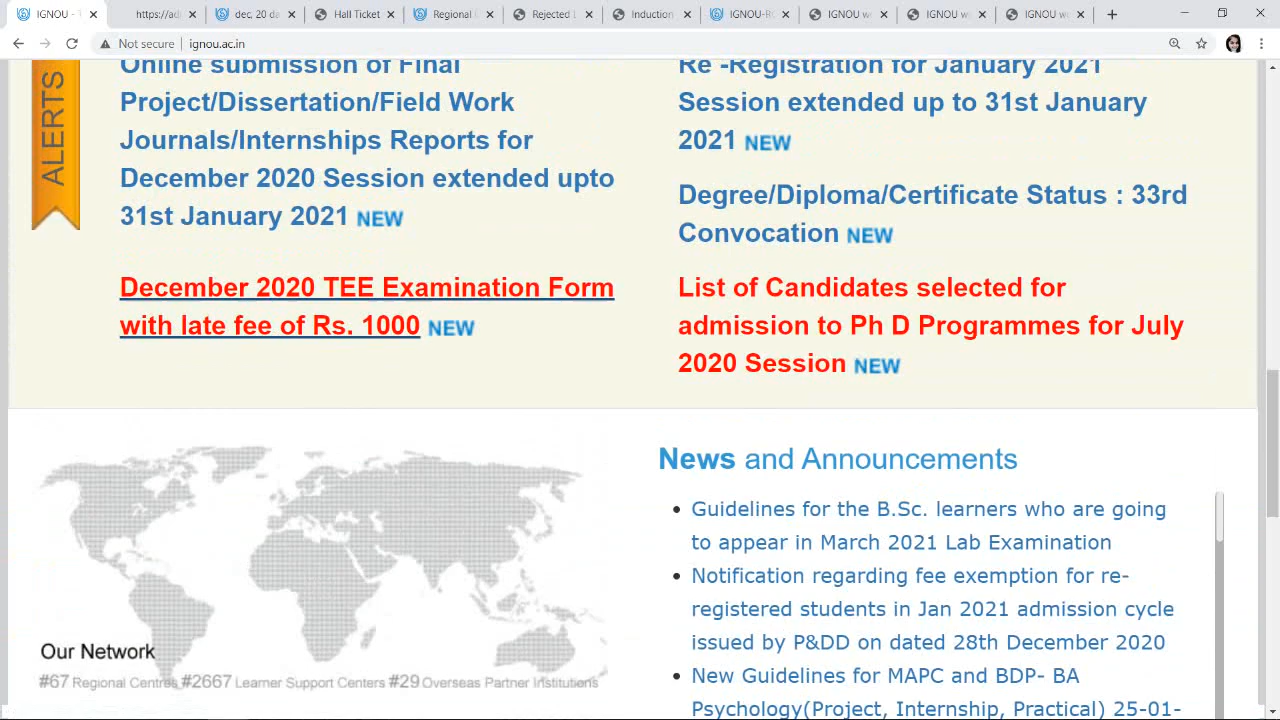 IGNOU - T
https://ad
dec, 20 da
Hall Ticket
Regional
Rejected
Induction
IGNOU-R
IGNOU w
IGNOU w
IGNOU w
Not secure | ignou.ac.in
ALERTS
Online submission of Final
Project/Dissertation/Field Work
Journals/Internships Reports for
December 2020 Session extended upto
31st January 2021 NEW
December 2020 TEE Examination Form
with late fee of Rs. 1000 NEW
Re -Registration for January 2021
Session extended up to 31st January
2021 NEW
Degree/Diploma/Certificate Status : 33rd
Convocation NEW
List of Candidates selected for
admission to Ph D Programmes for July
2020 Session NEW
Our Network
#67 Regional Centres #2667 Learner Support Centers #29 Overseas Partner Institutions
News and Announcements
Guidelines for the B.Sc. learners who are going
to appear in March 2021 Lab Examination
Notification regarding fee exemption for re-
registered students in Jan 2021 admission cycle
issued by P&DD on dated 28th December 2020
New Guidelines for MAPC and BDP- BA
Psychology(Project, Internship, Practical) 25-01-